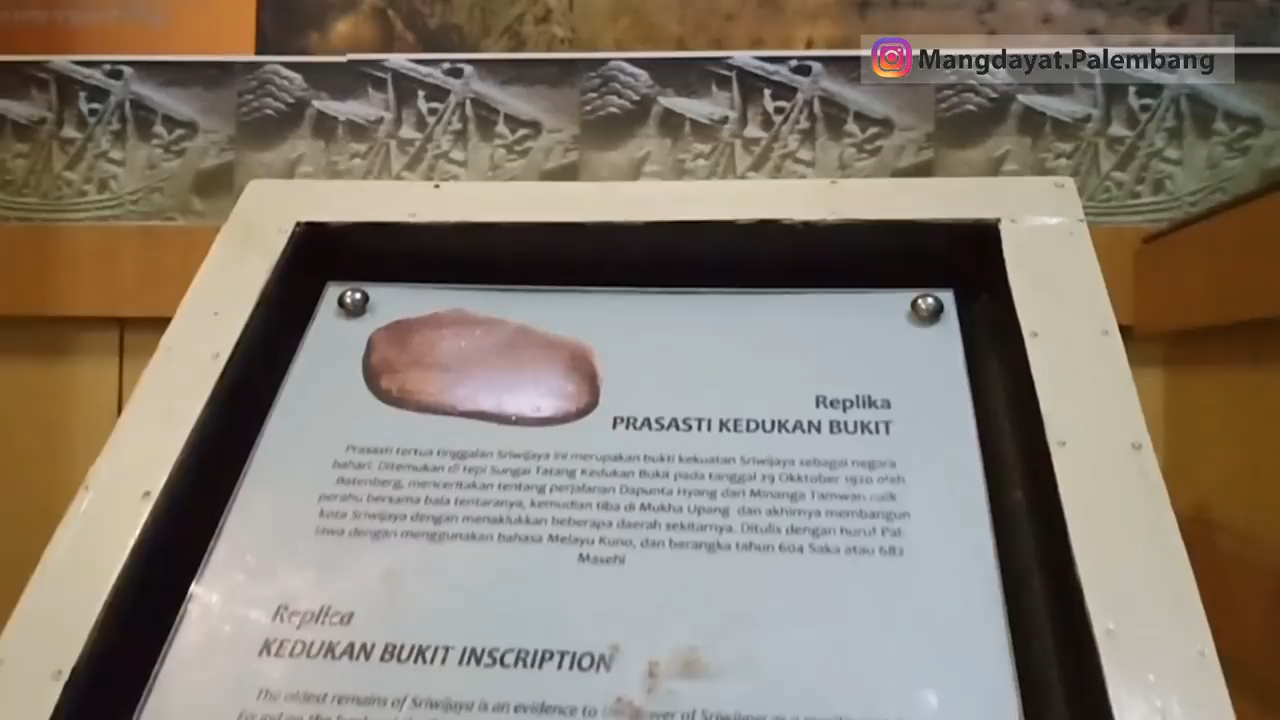 Mangdayat.Palembang
Replika
PRASASTI KEDUKAN BUKIT
Prasasti tertua tinggalan Sriwijaya ini merupakan bukti kekuatan Sriwijaya sebagai negara
bahari. Ditemukan di tepi Sungai Tatang Kedukan Bukit pada tanggal 29 Okktober 1920 oleh
Botenberg, menceritakan tentang perjalanan Dapunta Hyang dari Minanga Tamwan naik
perahu bersama bala tentaranya, kemudian tiba di Mukha Upang dan akhirnya membangun
kota Sriwijaya dengan menaklukkan beberapa daerah sekitarnya. Ditulis dengan huruf Pal-
lawa dengan menggunakan bahasa Melayu Kuno, dan berangka tahun 604 Saka atau 682
Masehi
Replica
KEDUKAN BUKIT INSCRIPTION
The oldest remains of Sriwijaya is an evidence to of Sriwijaya as a